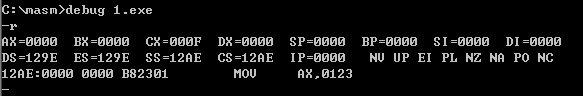 C:\masm>debug 1.exe
-r
AX=0000 BX=0000 CX=000F DX=0000 SP=0000 BP=0000 SI=0000 DI=0000
DS=129E ES=129E SS=12AE CS=12AE IP=0000 NV UP EI PL NZ NA PO NC
12AE:0000 0000 B82301 MOV AX,0123
-